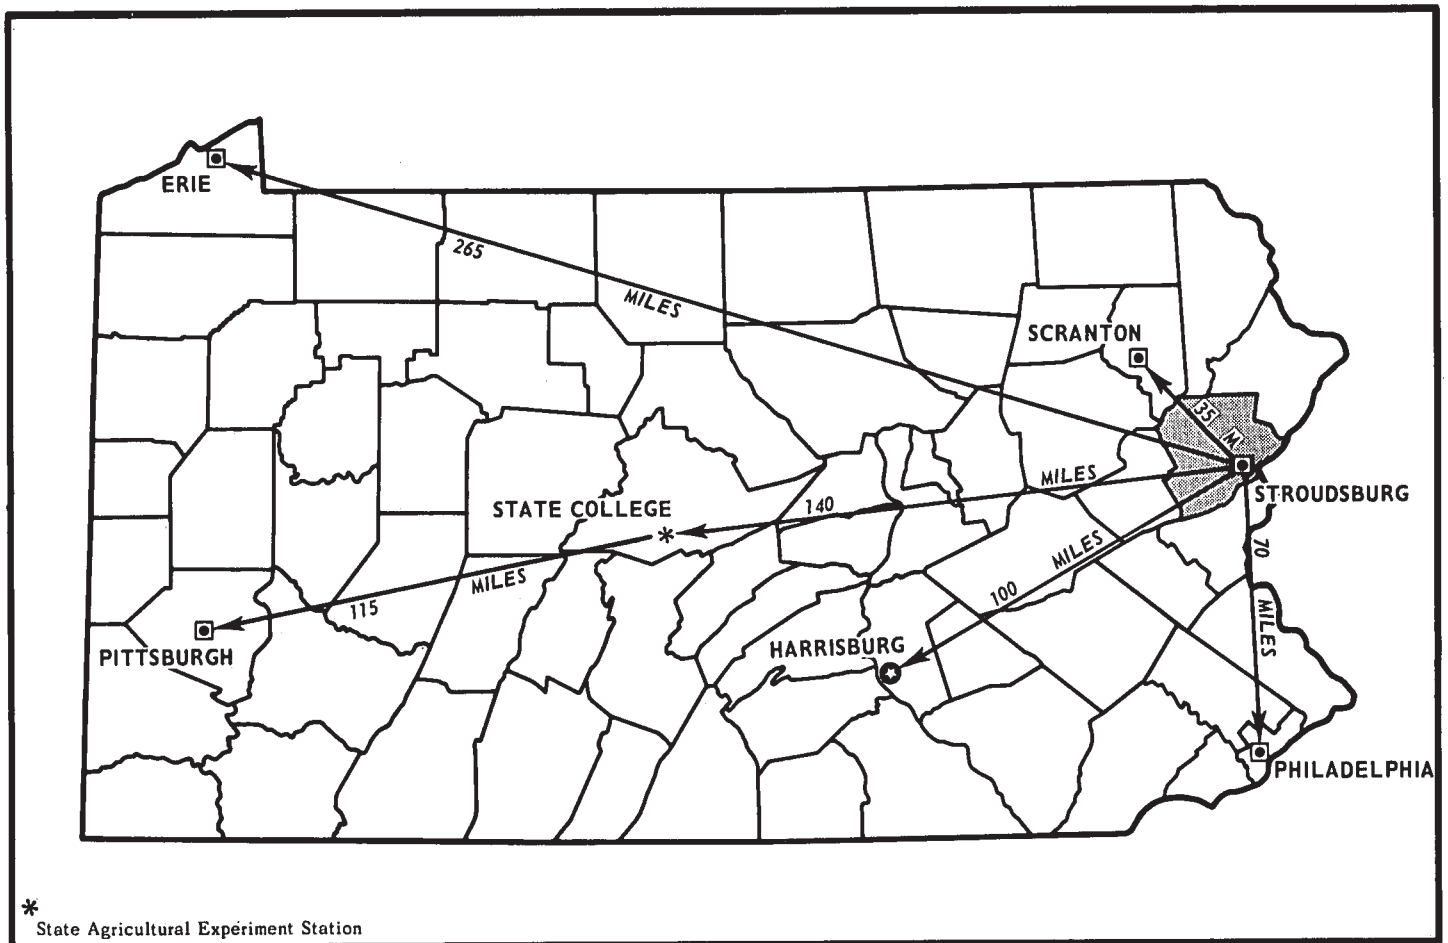 ERIE
265
MILES
SCRANTON
35 M
STROUDSBURG
MILES
140
STATE COLLEGE
*
MILES
115
PITTSBURGH
MILES
100
HARRISBURG
70
MILES
PHILADELPHIA
*
State Agricultural Experiment Station